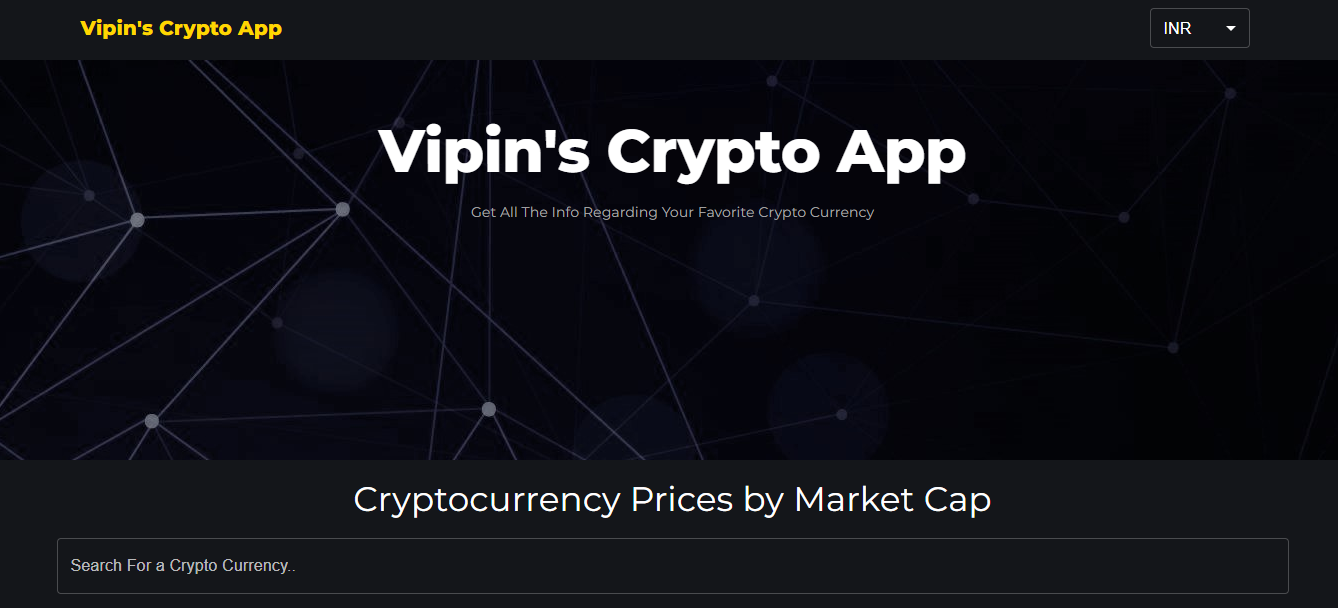 Vipin's Crypto App
INR
Vipin's Crypto App
Get All The Info Regarding Your Favorite Crypto Currency
Cryptocurrency Prices by Market Cap
Search For a Crypto Currency..